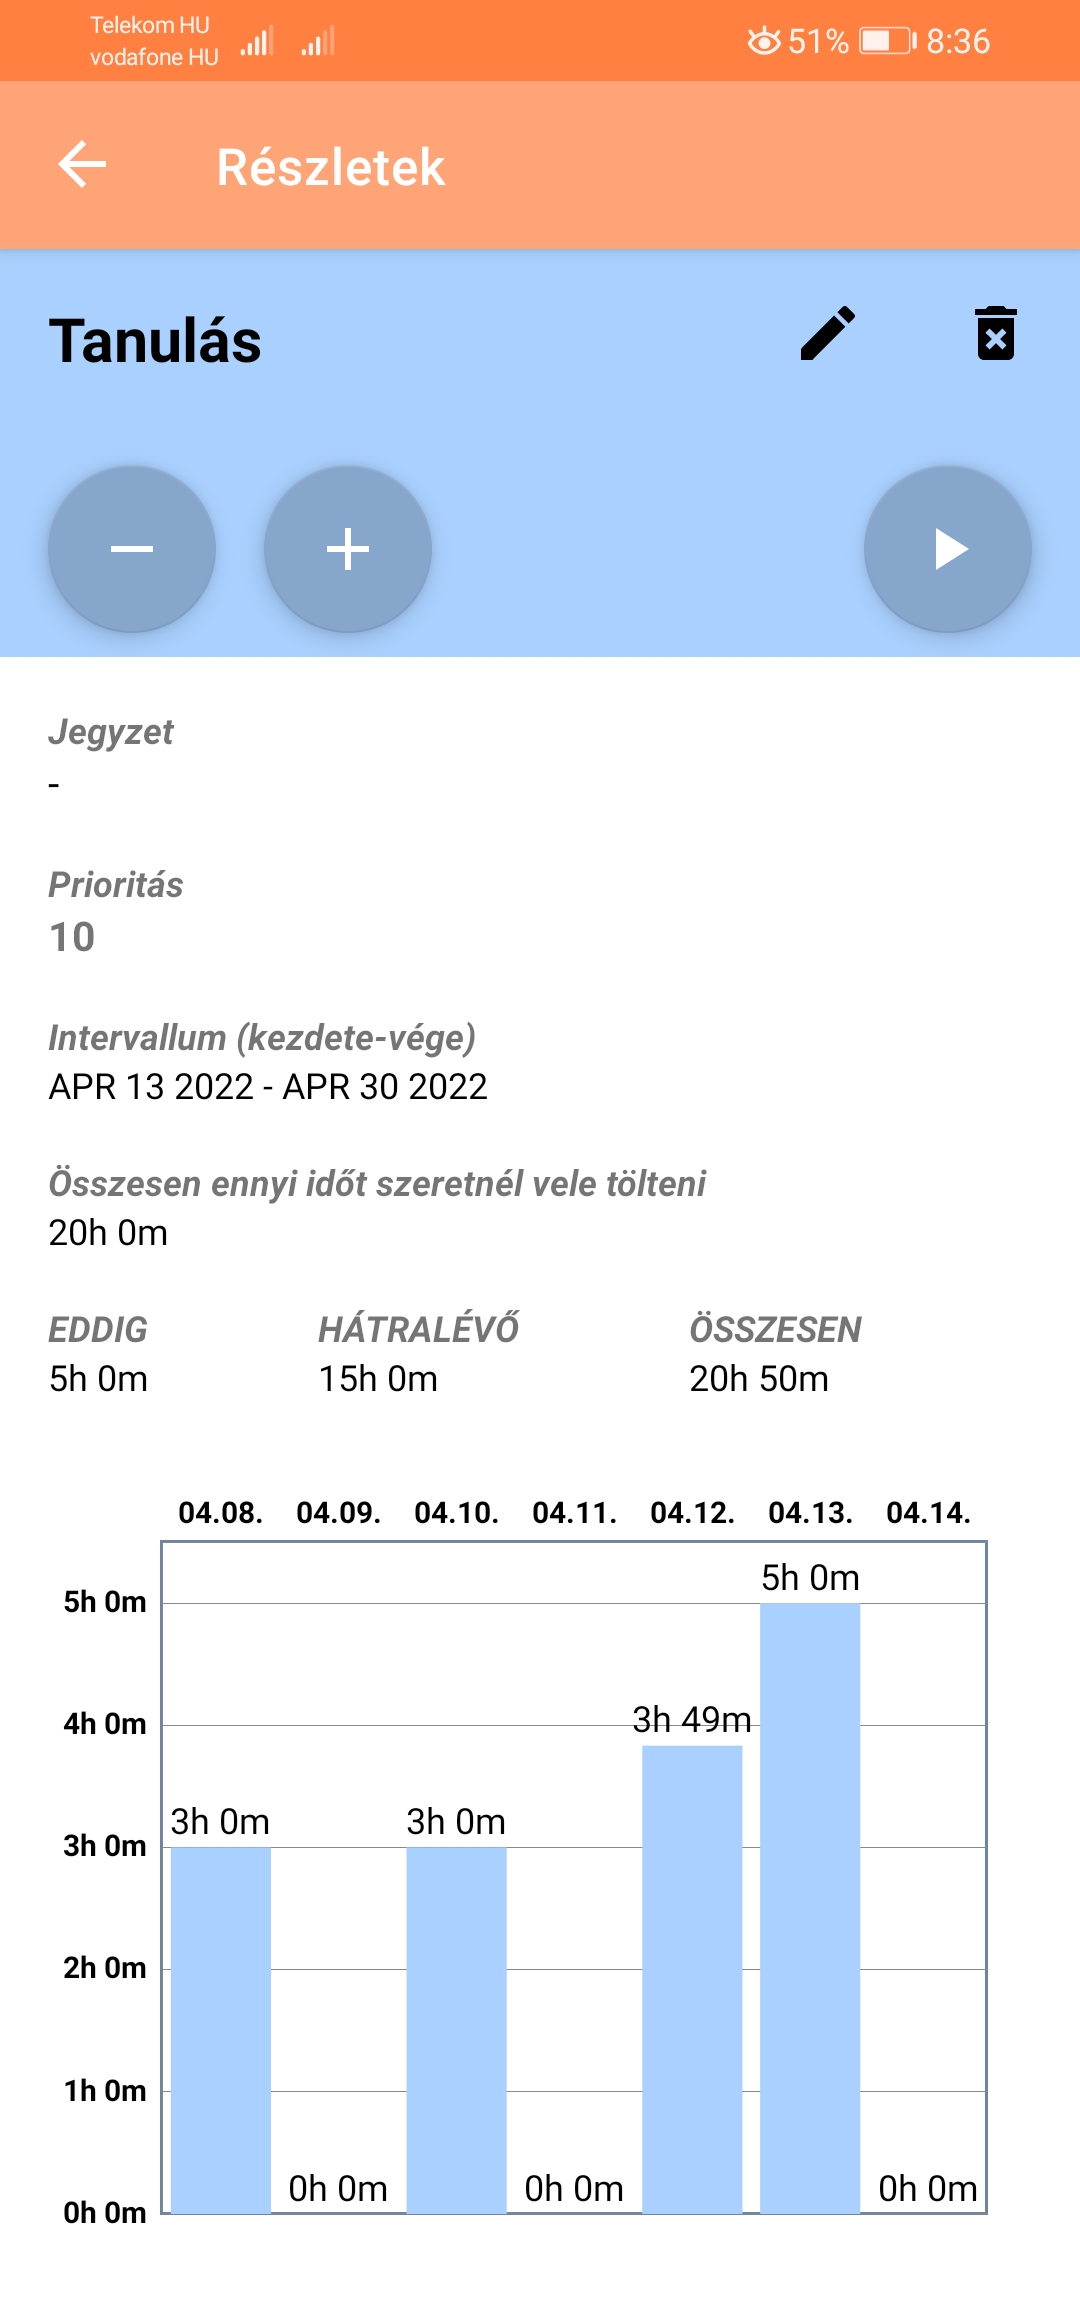 Telekom HU
vodafone HU
51% 8:36
Részletek
Tanulás
Jegyzet
-
Prioritás
10
Intervallum (kezdete-vége)
APR 13 2022 - APR 30 2022
Összesen ennyi időt szeretnél vele tölteni
20h 0m
EDDIG HÁTRALÉVŐ ÖSSZESEN
5h 0m 15h 0m 20h 50m
04.08. 04.09. 04.10. 04.11. 04.12. 04.13. 04.14.
5h 0m
5h 0m
3h 49m
4h 0m
3h 0m 3h 0m
3h 0m
2h 0m
1h 0m
0h 0m 0h 0m 0h 0m
0h 0m